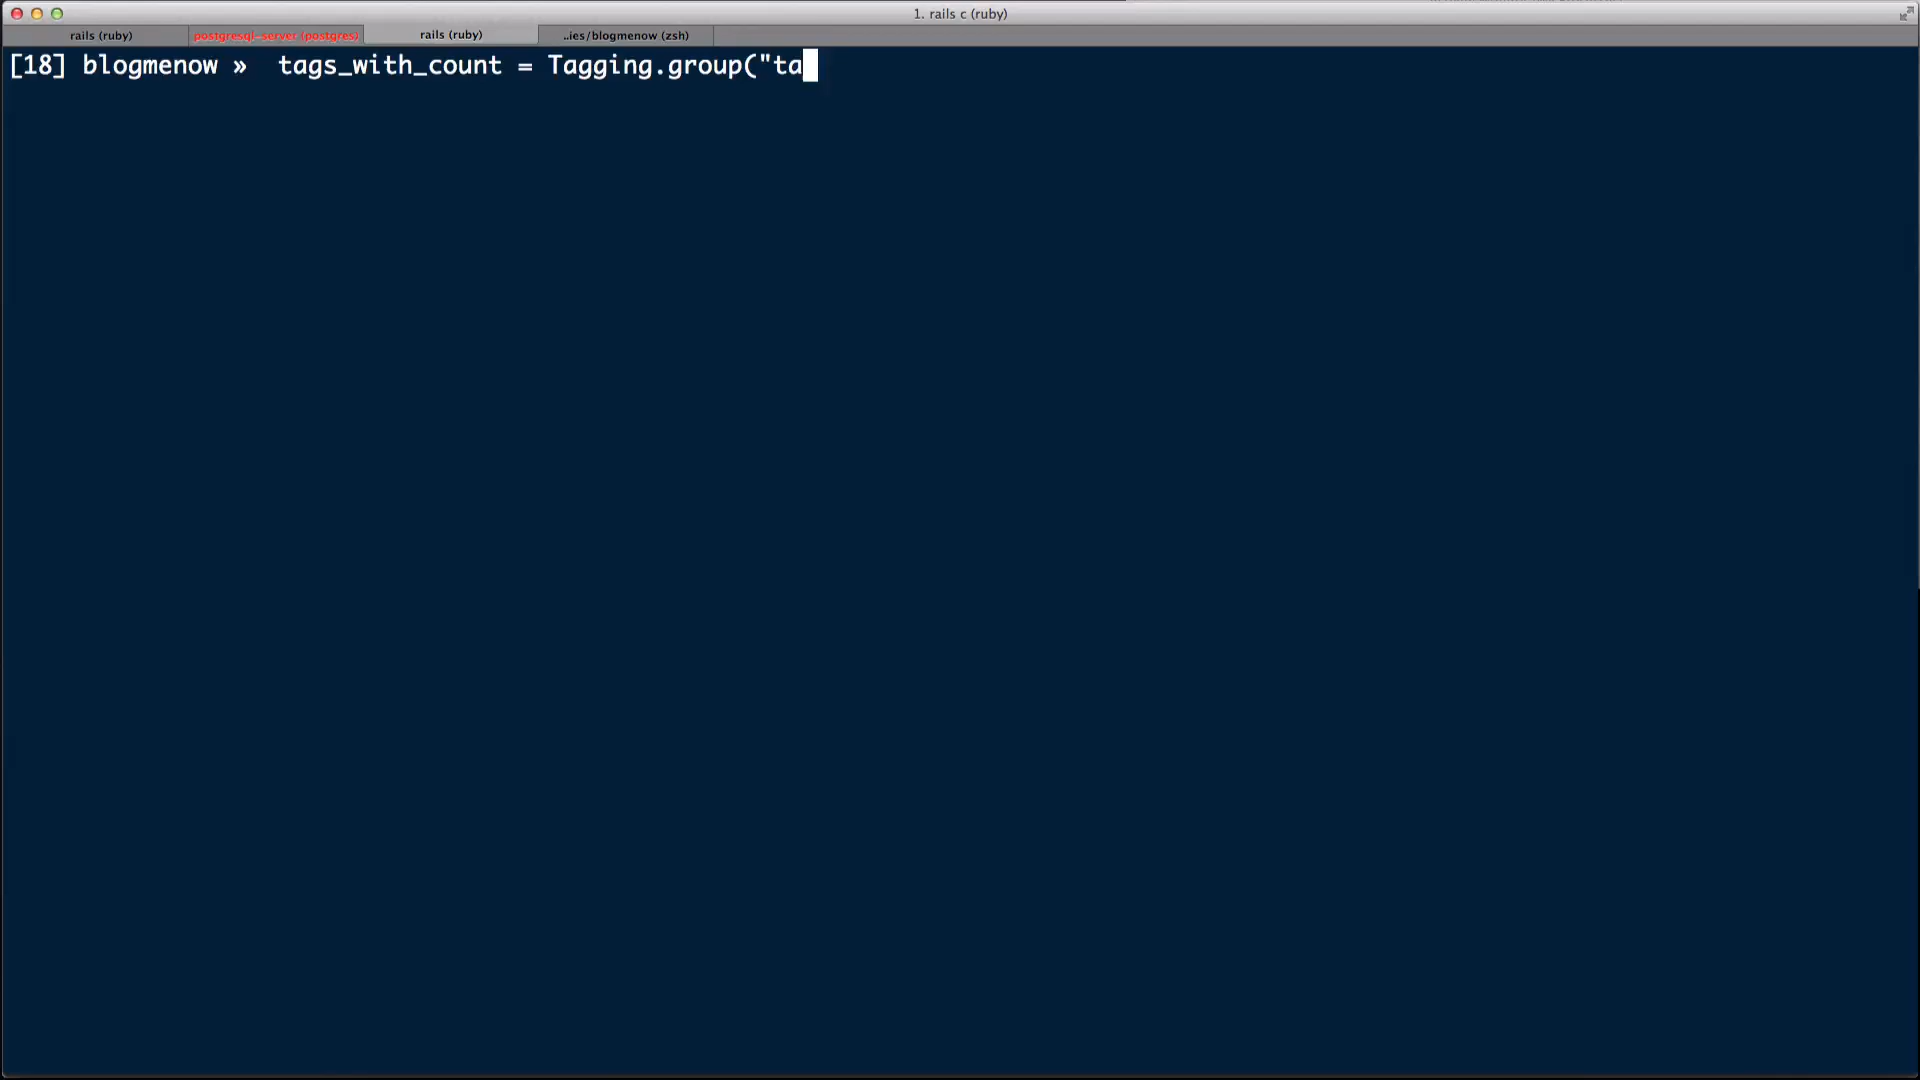 1. rails c (ruby)
rails (ruby)
postgresql-server (postgres)
rails (ruby)
..ies/blogmenow (zsh)
[18] blogmenow »  tags_with_count = Tagging.group("ta